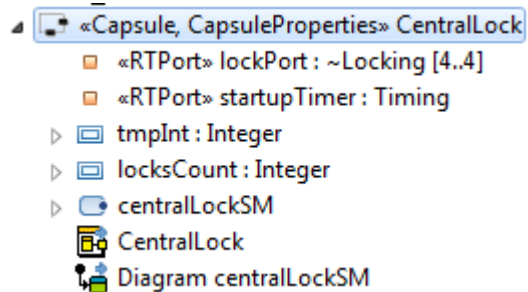 «Capsule, CapsuleProperties» CentralLock
«RTPort» lockPort : ~Locking [4..4]
«RTPort» startupTimer : Timing
tmpInt : Integer
locksCount : Integer
centralLockSM
CentralLock
Diagram centralLockSM